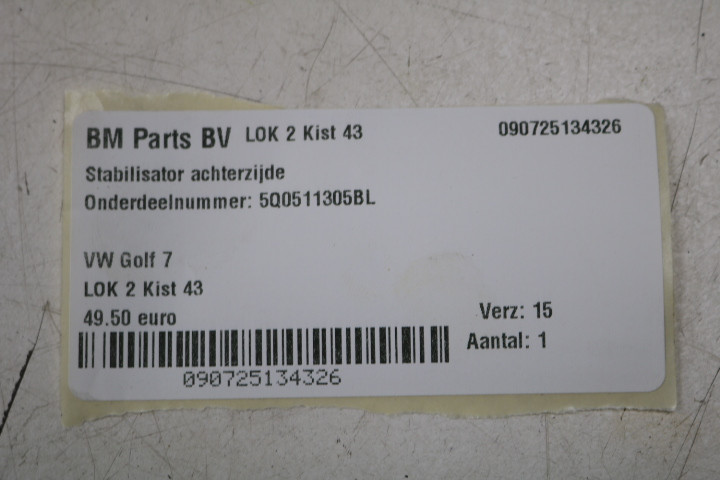 BM Parts BV LOK 2 Kist 43 090725134326
Stabilisator achterzijde
Onderdeelnummer: 5Q0511305BL
VW Golf 7
LOK 2 Kist 43
49.50 euro
Verz: 15
Aantal: 1
090725134326